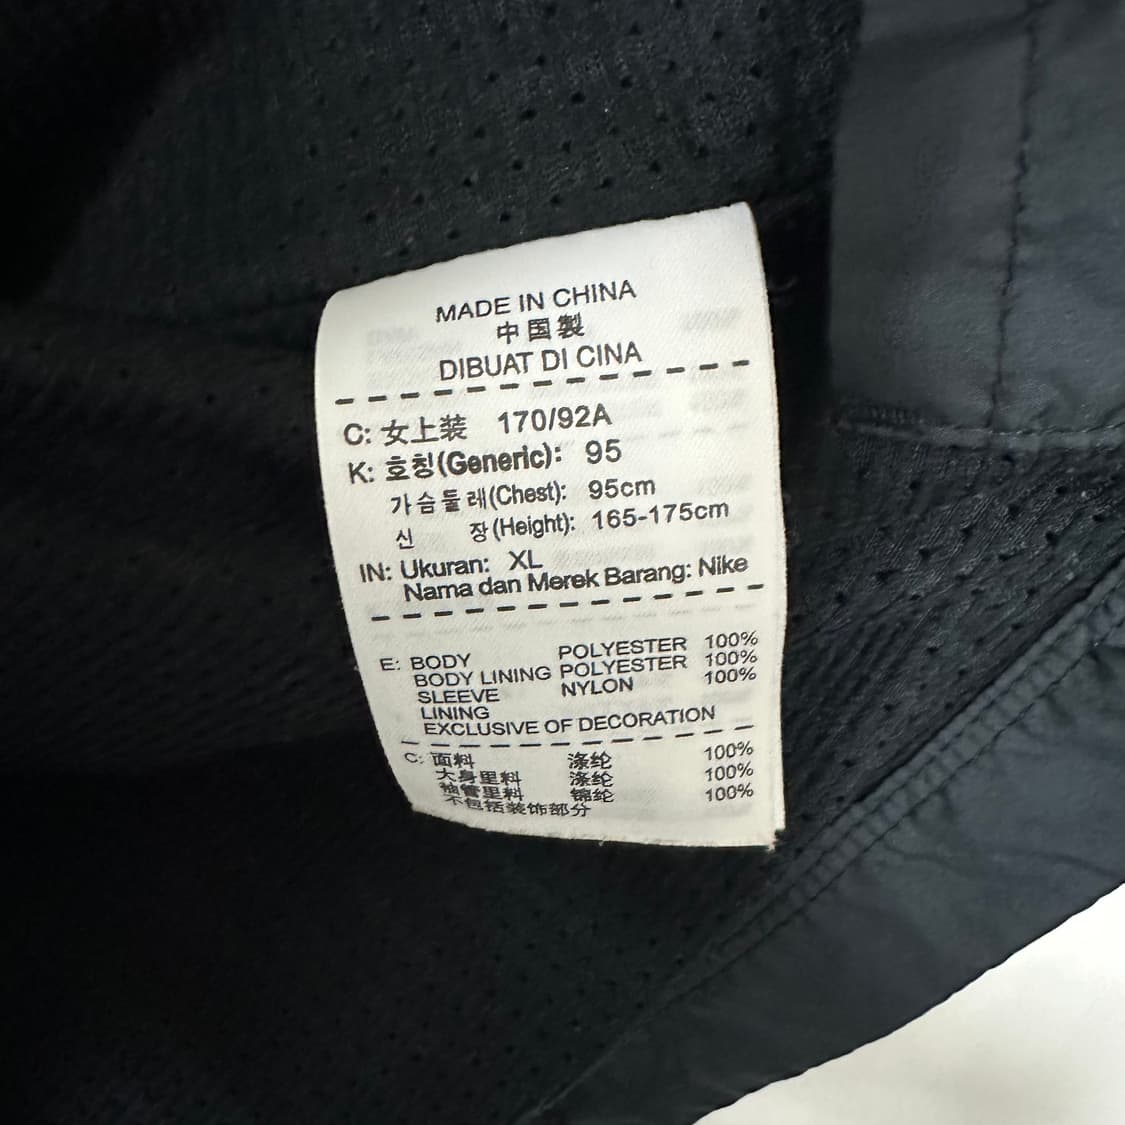 MADE IN CHINA
中国製
DIBUAT DI CINA
C: 女上装 170/92A
K: 호칭(Generic): 95
가슴둘레(Chest): 95cm
신 장(Height): 165-175cm
IN: Ukuran: XL
Nama dan Merek Barang: Nike
E: BODY POLYESTER 100%
BODY LINING POLYESTER 100%
SLEEVE NYLON 100%
LINING
EXCLUSIVE OF DECORATION
C: 面料 涤纶 100%
大身里料 涤纶 100%
袖管里料 锦纶 100%
不包括装饰部分